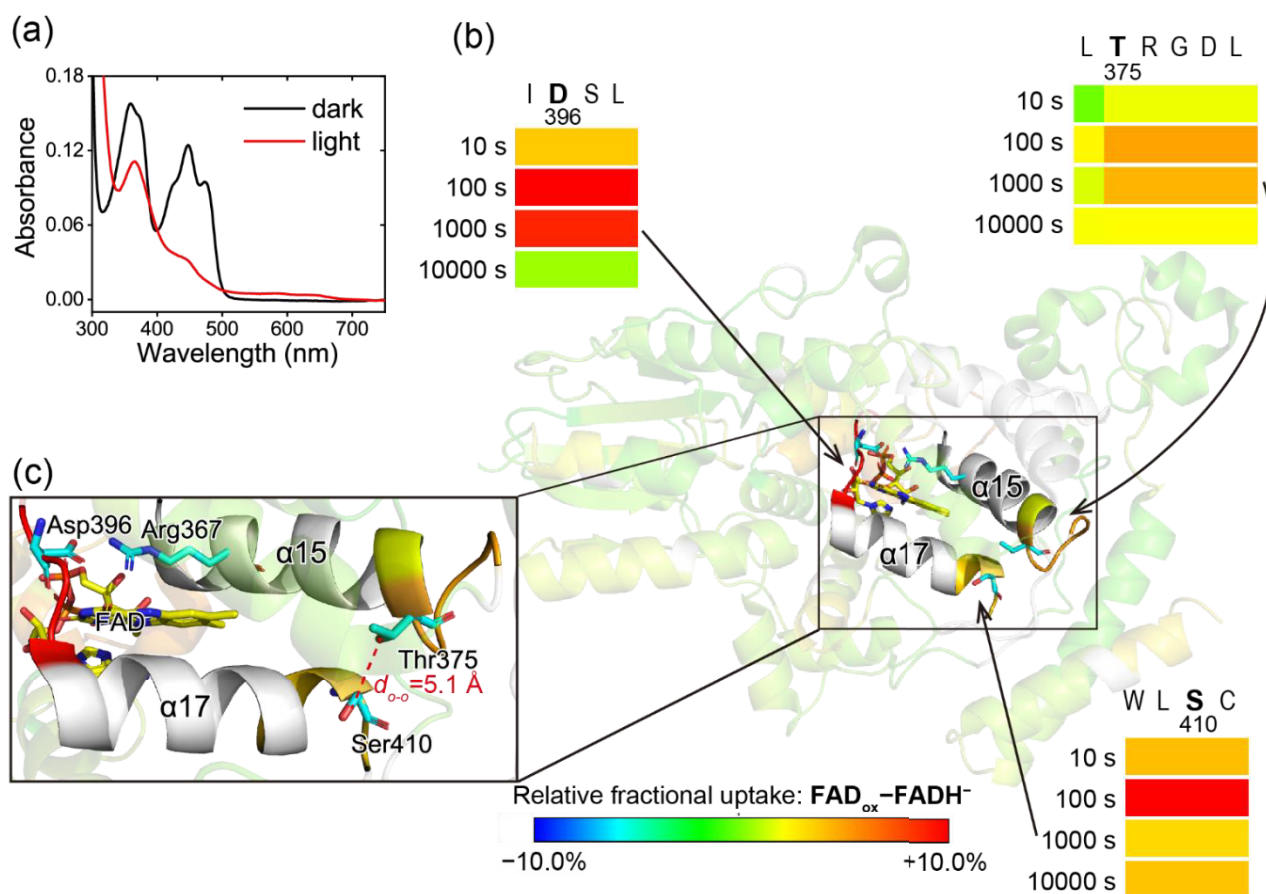 (a)
0.18
0.12
0.06
0.00
Absorbance
dark
light
300 400 500 600 700
Wavelength (nm)
(b)
I D S L
396
10 s
100 s
1000 s
10000 s
L T R G D L
375
10 s
100 s
1000 s
10000 s
α15
α17
(c)
Asp396
Arg367
α15
FAD
Thr375
dₒ₋ₒ=5.1 Å
α17
Ser410
W L S C
410
10 s
100 s
1000 s
10000 s
Relative fractional uptake: FADₒₓ−FADH⁻
−10.0% +10.0%